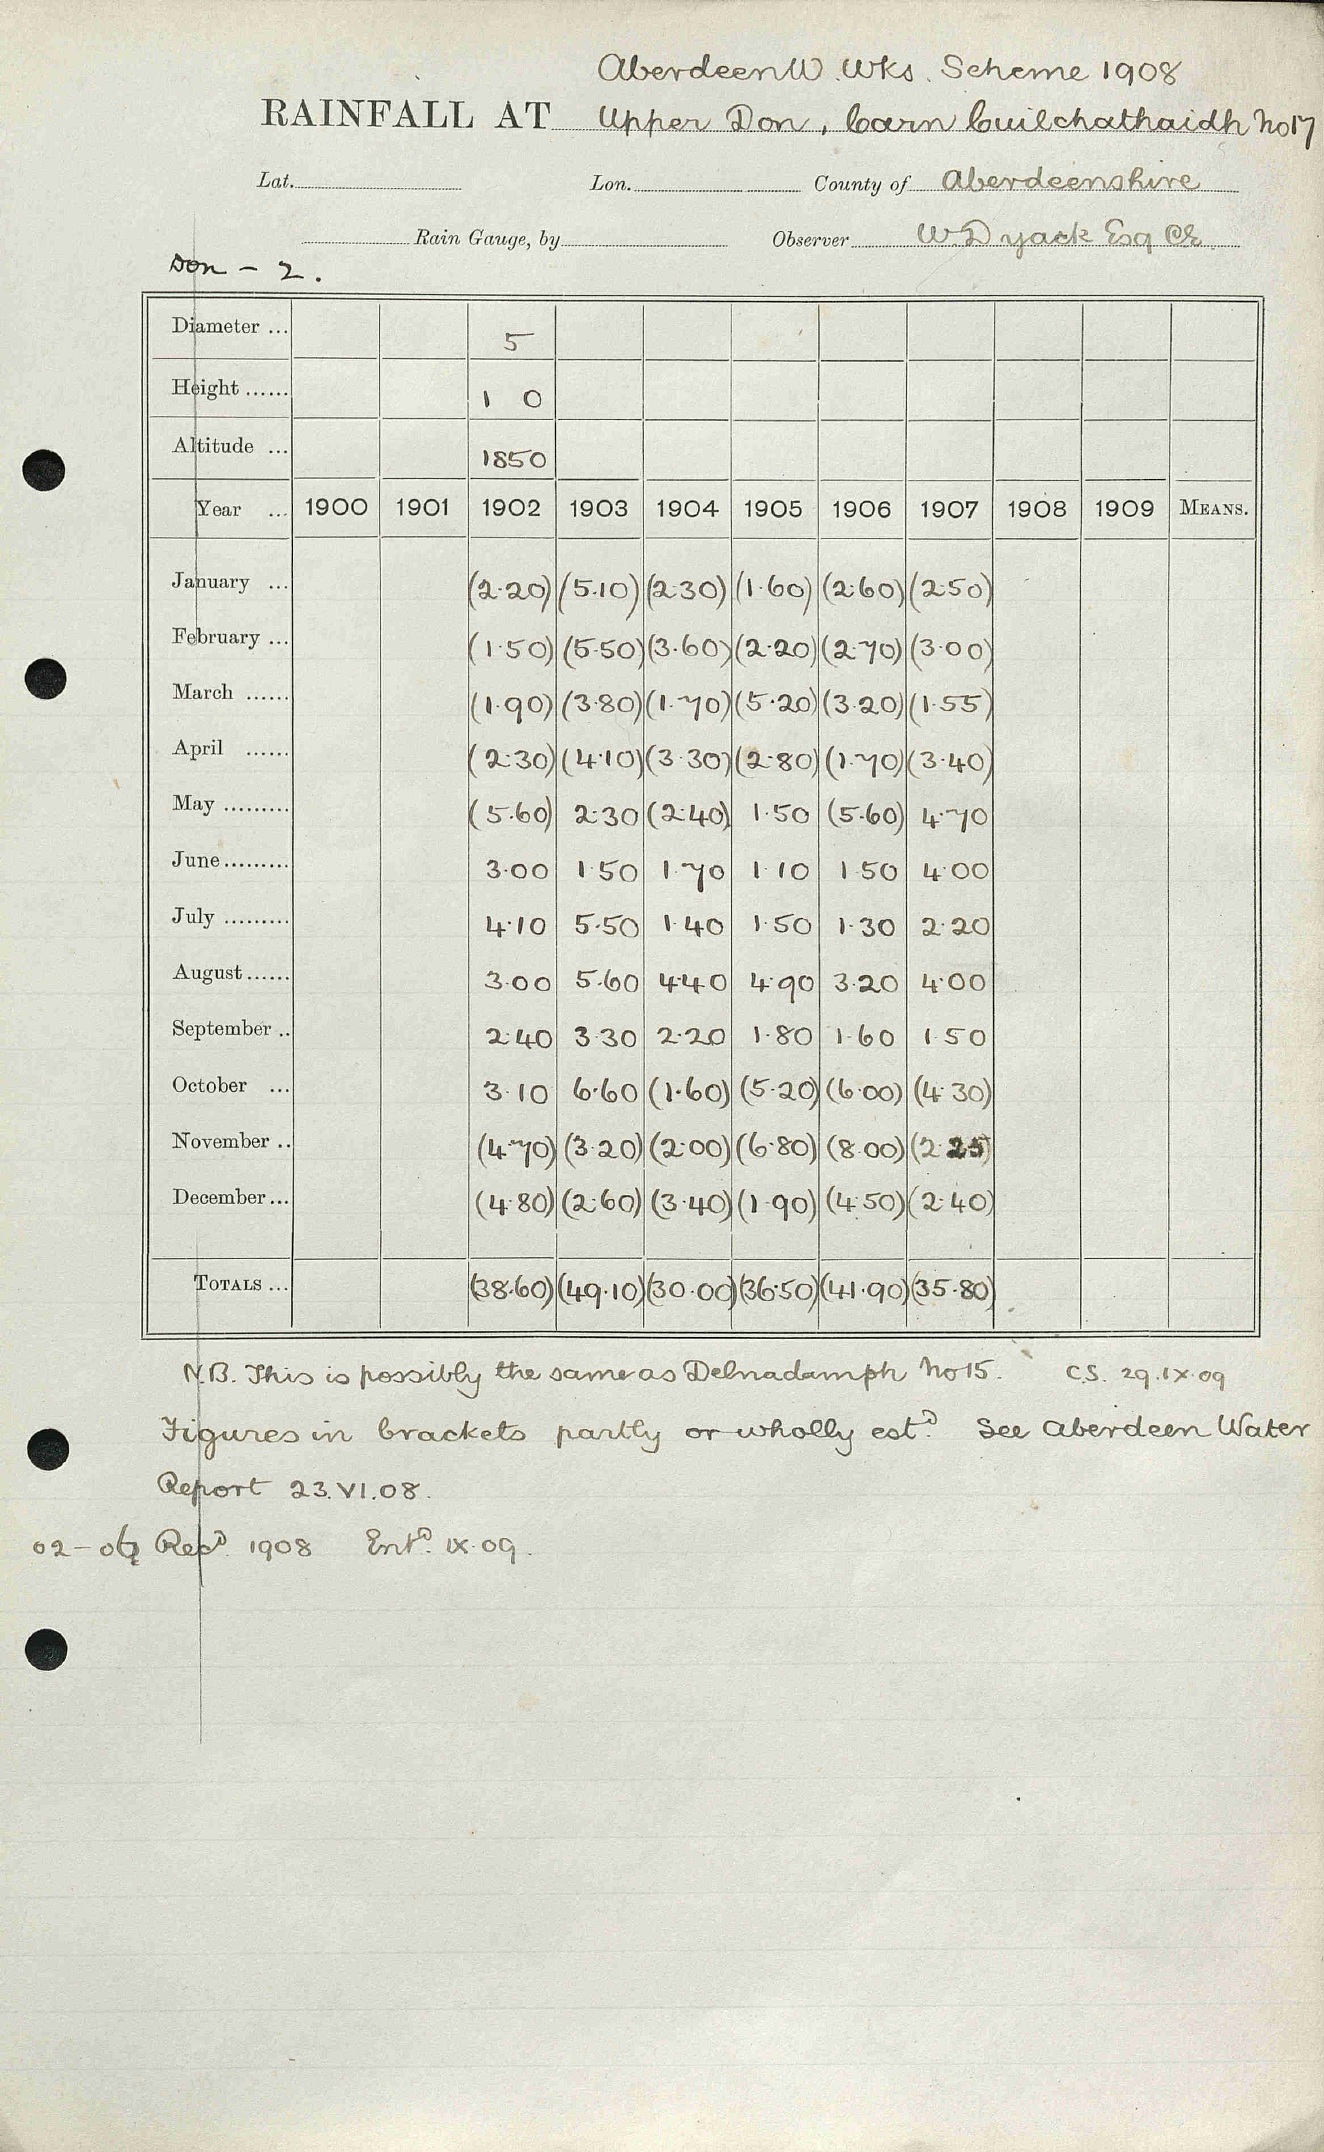 Aberdeen W. Wks. Scheme 1908
RAINFALL AT Upper Don, Carn Cuilchathaidh No 17
Lat. Lon. County of Aberdeenshire
Rain Gauge, by Observer W Dyack Esq CE
Don - 2.
Diameter ... 5
Height ...... 1 0
Altitude ... 1850
Year ... 1900 1901 1902 1903 1904 1905 1906 1907 1908 1909 MEANS.
January ... (2.20) (5.10) (2.30) (1.60) (2.60) (2.50)
February ... (1.50) (5.50) (3.60) (2.20) (2.70) (3.00)
March ...... (1.90) (3.80) (1.70) (5.20) (3.20) (1.55)
April ...... (2.30) (4.10) (3.30) (2.80) (1.70) (3.40)
May ......... (5.60) 2.30 (2.40) 1.50 (5.60) 4.70
June ......... 3.00 1.50 1.70 1.10 1.50 4.00
July ......... 4.10 5.50 1.40 1.50 1.30 2.20
August ...... 3.00 5.60 4.40 4.90 3.20 4.00
September .. 2.40 3.30 2.20 1.80 1.60 1.50
October ... 3.10 6.60 (1.60) (5.20) (6.00) (4.30)
November .. (4.70) (3.20) (2.00) (6.80) (8.00) (2.25)
December ... (4.80) (2.60) (3.40) (1.90) (4.50) (2.40)
TOTALS ... (38.60) (49.10) (30.00) (36.50) (41.90) (35.80)
N.B. This is possibly the same as Delnadamph No 15. C.S. 29.IX.09
Figures in brackets partly or wholly estd. See Aberdeen Water
Report 23.VI.08.
02-07 Recd. 1908 Entd. IX.09.